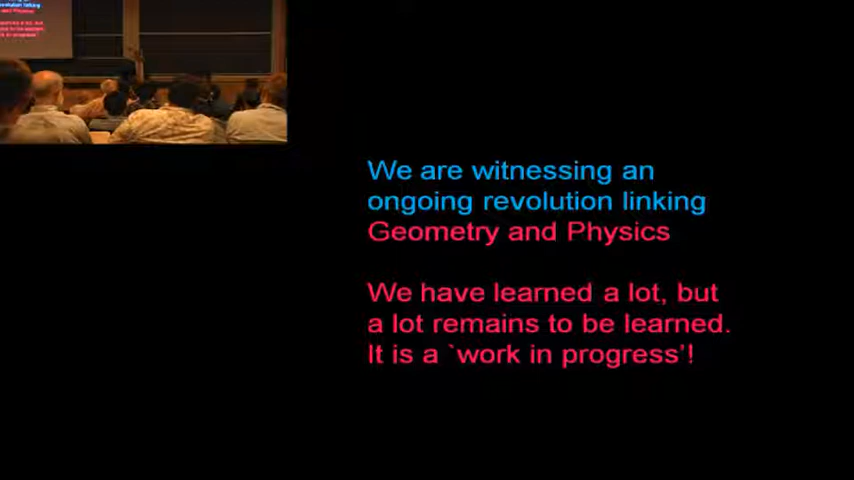 We are witnessing an
ongoing revolution linking
Geometry and Physics
We have learned a lot, but
a lot remains to be learned.
It is a `work in progress'!